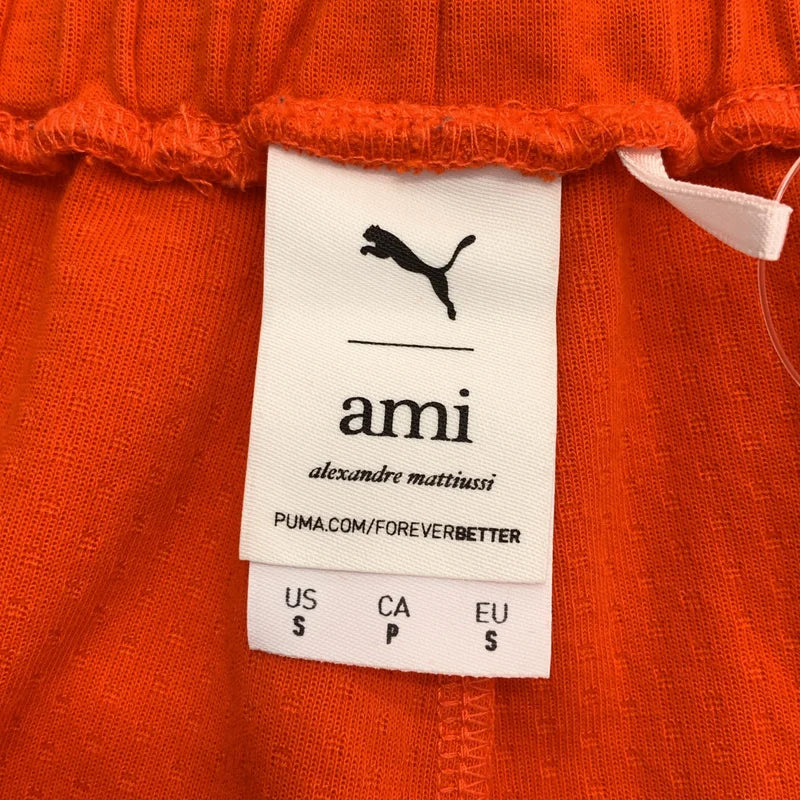 ami
alexandre mattiussi
PUMA.COM/FOREVERBETTER
US CA EU
S P S